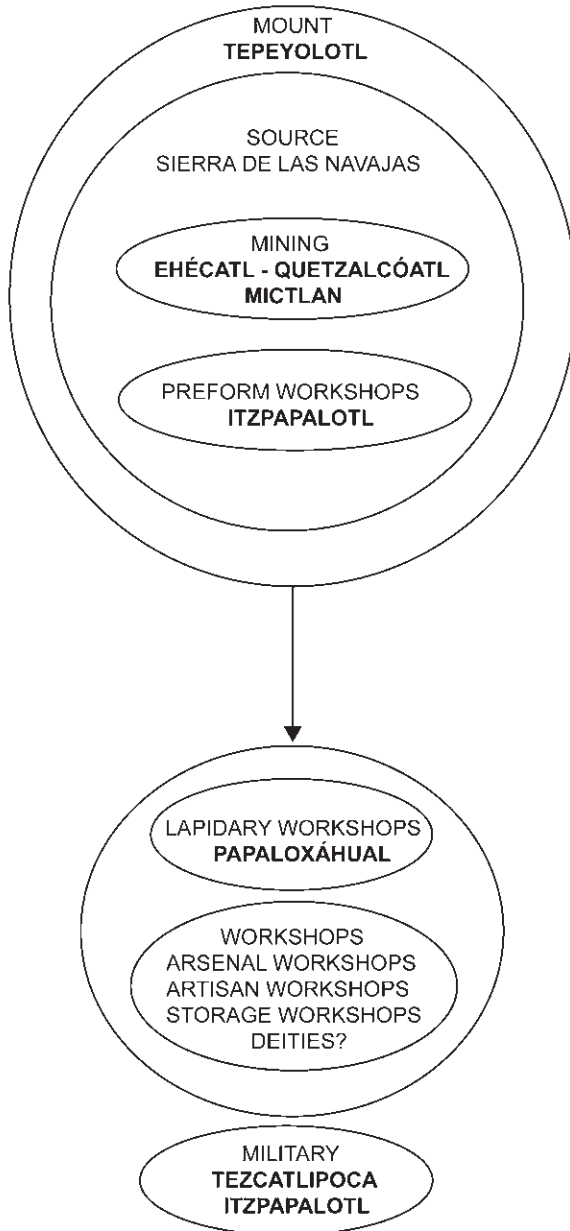 MOUNT
TEPEYOLOTL
SOURCE
SIERRA DE LAS NAVAJAS
MINING
EHÉCATL - QUETZALCÓATL
MICTLAN
PREFORM WORKSHOPS
ITZPAPALOTL
LAPIDARY WORKSHOPS
PAPALOXÁHUAL
WORKSHOPS
ARSENAL WORKSHOPS
ARTISAN WORKSHOPS
STORAGE WORKSHOPS
DEITIES?
MILITARY
TEZCATLIPOCA
ITZPAPALOTL